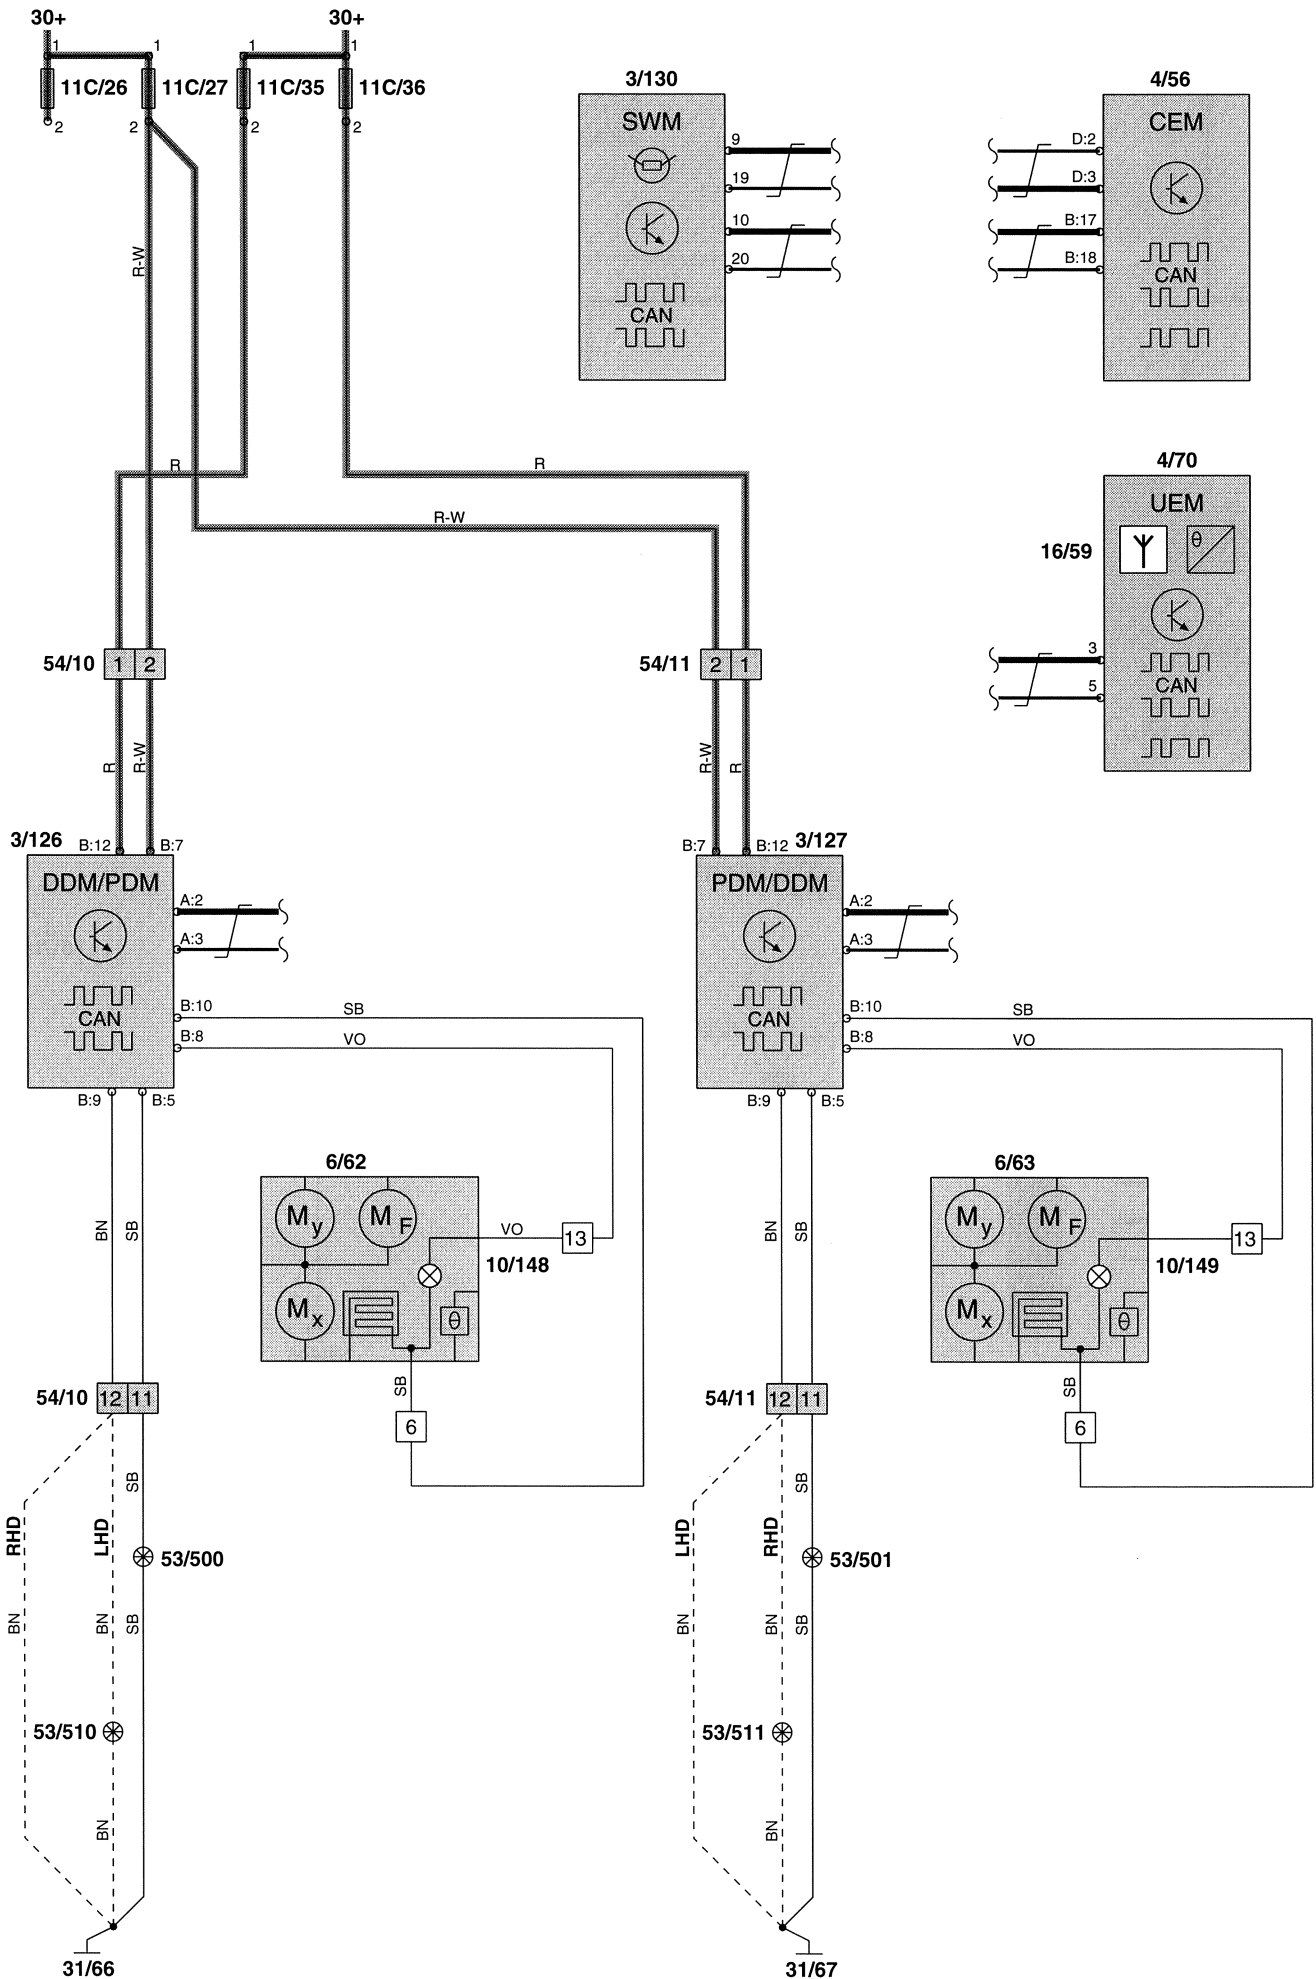 30+ 30+
1 1 1 1
11C/26 11C/27 11C/35 11C/36
2 2 2 2
3/130
SWM
9
19
10
20
CAN
4/56
CEM
D:2
D:3
B:17
B:18
CAN
R-W
R R
R-W
4/70
UEM
16/59
θ
3
5
CAN
54/10 1 2
54/11 2 1
R R-W
R-W R
3/126
B:12 B:7
DDM/PDM
A:2
A:3
CAN
B:10 SB
B:8 VO
B:9 B:5
B:7 B:12 3/127
PDM/DDM
A:2
A:3
CAN
B:10 SB
B:8 VO
B:9 B:5
BN SB
6/62
My MF
VO 13
10/148
Mx
θ
SB
6
BN SB
6/63
My MF
13
10/149
Mx
θ
SB
6
54/10 12 11
SB
RHD LHD
53/500
BN BN SB
53/510
BN
31/66
54/11 12 11
SB
LHD RHD
53/501
BN BN SB
53/511
BN
31/67